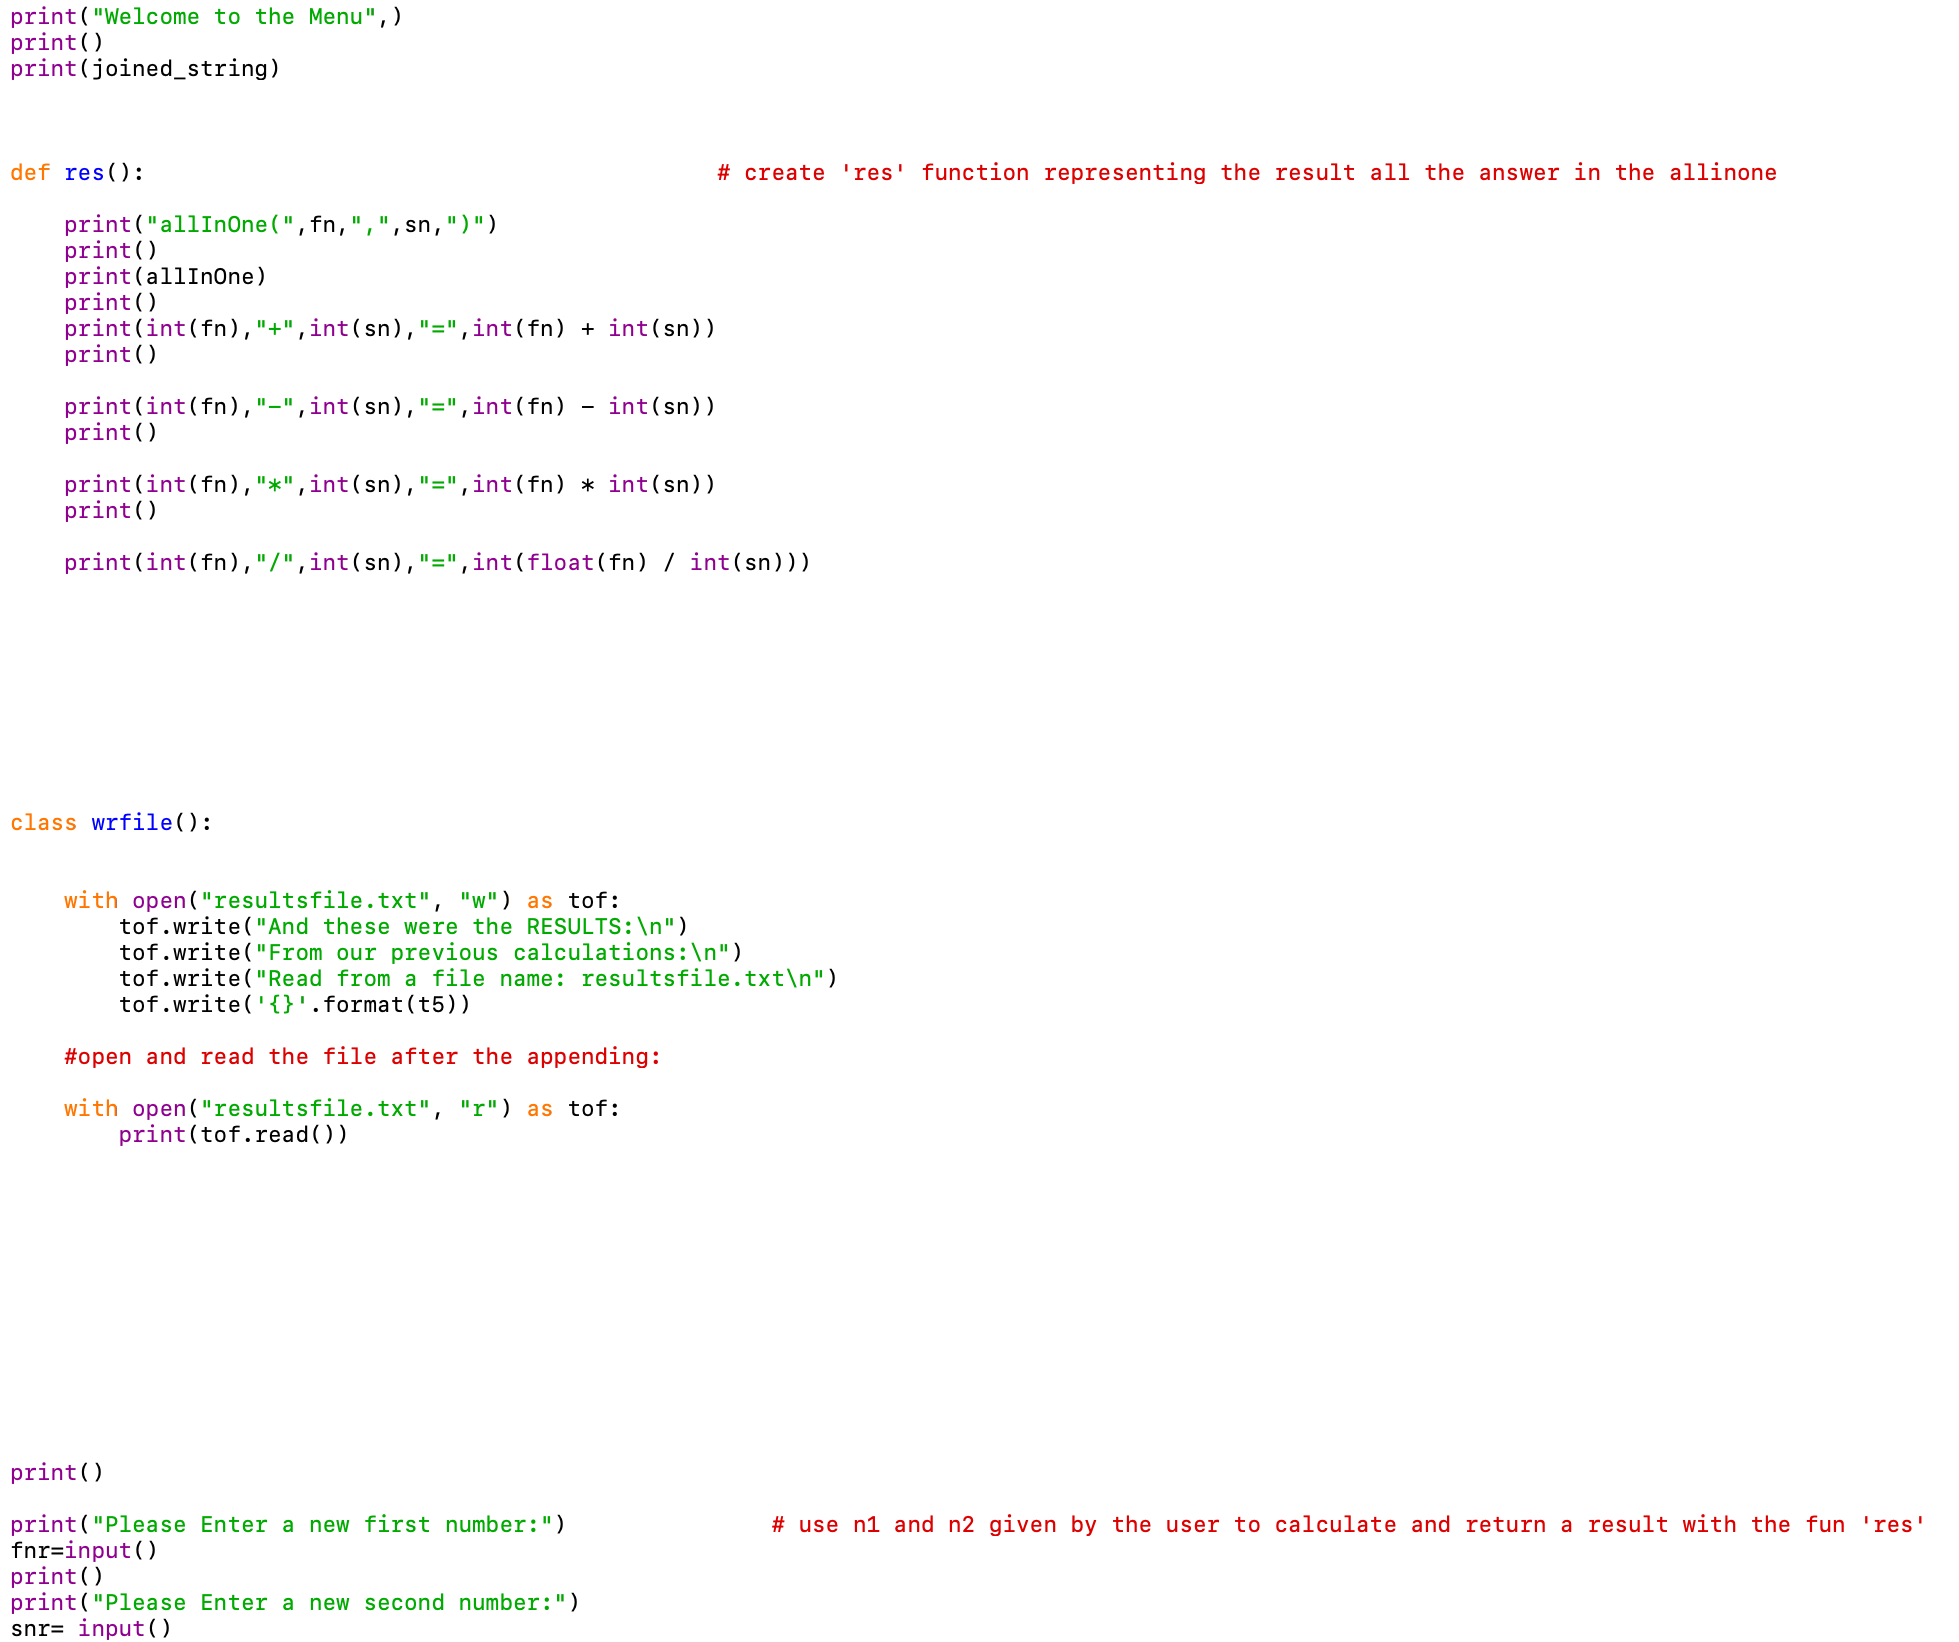 print("Welcome to the Menu",)
print()
print(joined_string)
def res():                                          # create 'res' function representing the result all the answer in the allinone
    print("allInOne(",fn,",",sn,")")
    print()
    print(allInOne)
    print()
    print(int(fn),"+",int(sn),"=",int(fn) + int(sn))
    print()
    print(int(fn),"-",int(sn),"=",int(fn) - int(sn))
    print()
    print(int(fn),"*",int(sn),"=",int(fn) * int(sn))
    print()
    print(int(fn),"/",int(sn),"=",int(float(fn) / int(sn)))
class wrfile():
    with open("resultsfile.txt", "w") as tof:
        tof.write("And these were the RESULTS:\n")
        tof.write("From our previous calculations:\n")
        tof.write("Read from a file name: resultsfile.txt\n")
        tof.write('{}'.format(t5))
    #open and read the file after the appending:
    with open("resultsfile.txt", "r") as tof:
        print(tof.read())
print()
print("Please Enter a new first number:")               # use n1 and n2 given by the user to calculate and return a result with the fun 'res'
fnr=input()
print()
print("Please Enter a new second number:")
snr= input()